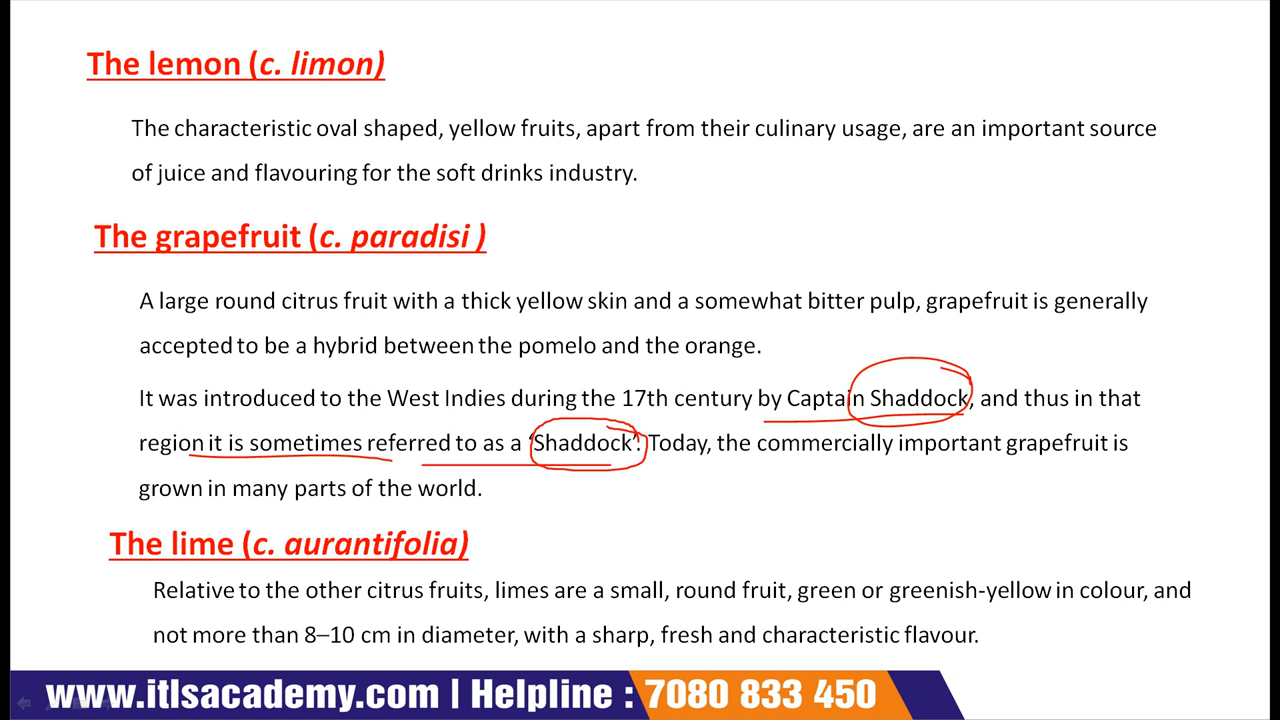 The lemon (c. limon)
The characteristic oval shaped, yellow fruits, apart from their culinary usage, are an important source
of juice and flavouring for the soft drinks industry.
The grapefruit (c. paradisi )
A large round citrus fruit with a thick yellow skin and a somewhat bitter pulp, grapefruit is generally
accepted to be a hybrid between the pomelo and the orange.
It was introduced to the West Indies during the 17th century by Captain Shaddock, and thus in that
region it is sometimes referred to as a ‘Shaddock’. Today, the commercially important grapefruit is
grown in many parts of the world.
The lime (c. aurantifolia)
Relative to the other citrus fruits, limes are a small, round fruit, green or greenish-yellow in colour, and
not more than 8–10 cm in diameter, with a sharp, fresh and characteristic flavour.
www.itlsacademy.com | Helpline : 7080 833 450